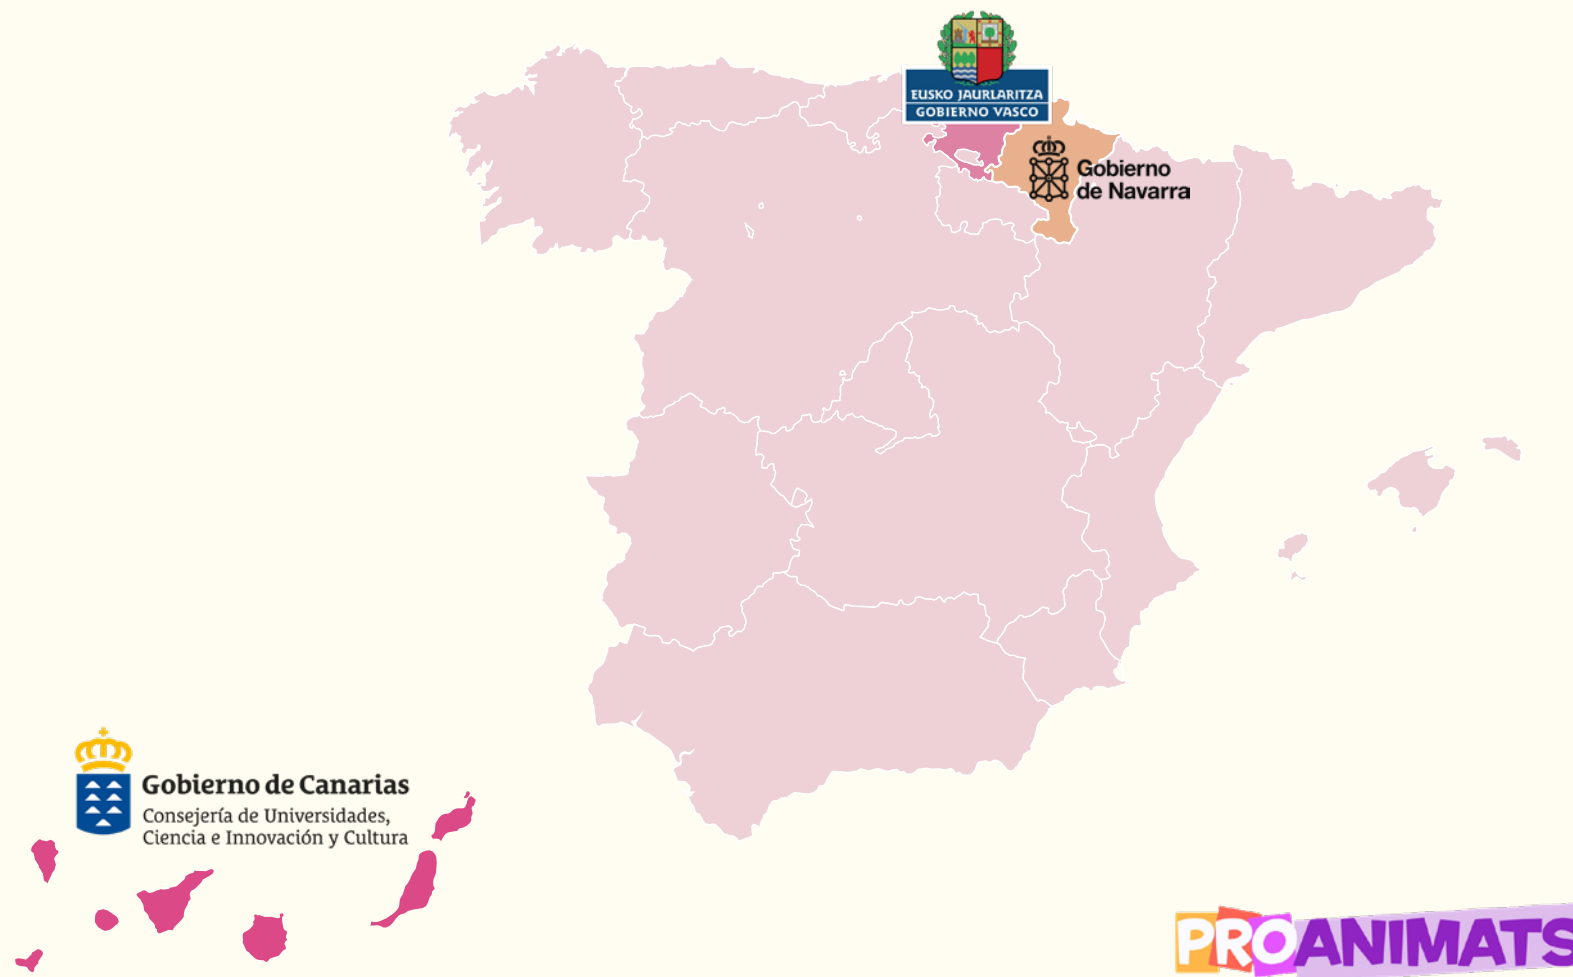 EUSKO JAURLARITZA
GOBIERNO VASCO
Gobierno
de Navarra
Gobierno de Canarias
Consejería de Universidades,
Ciencia e Innovación y Cultura
PROANIMATS